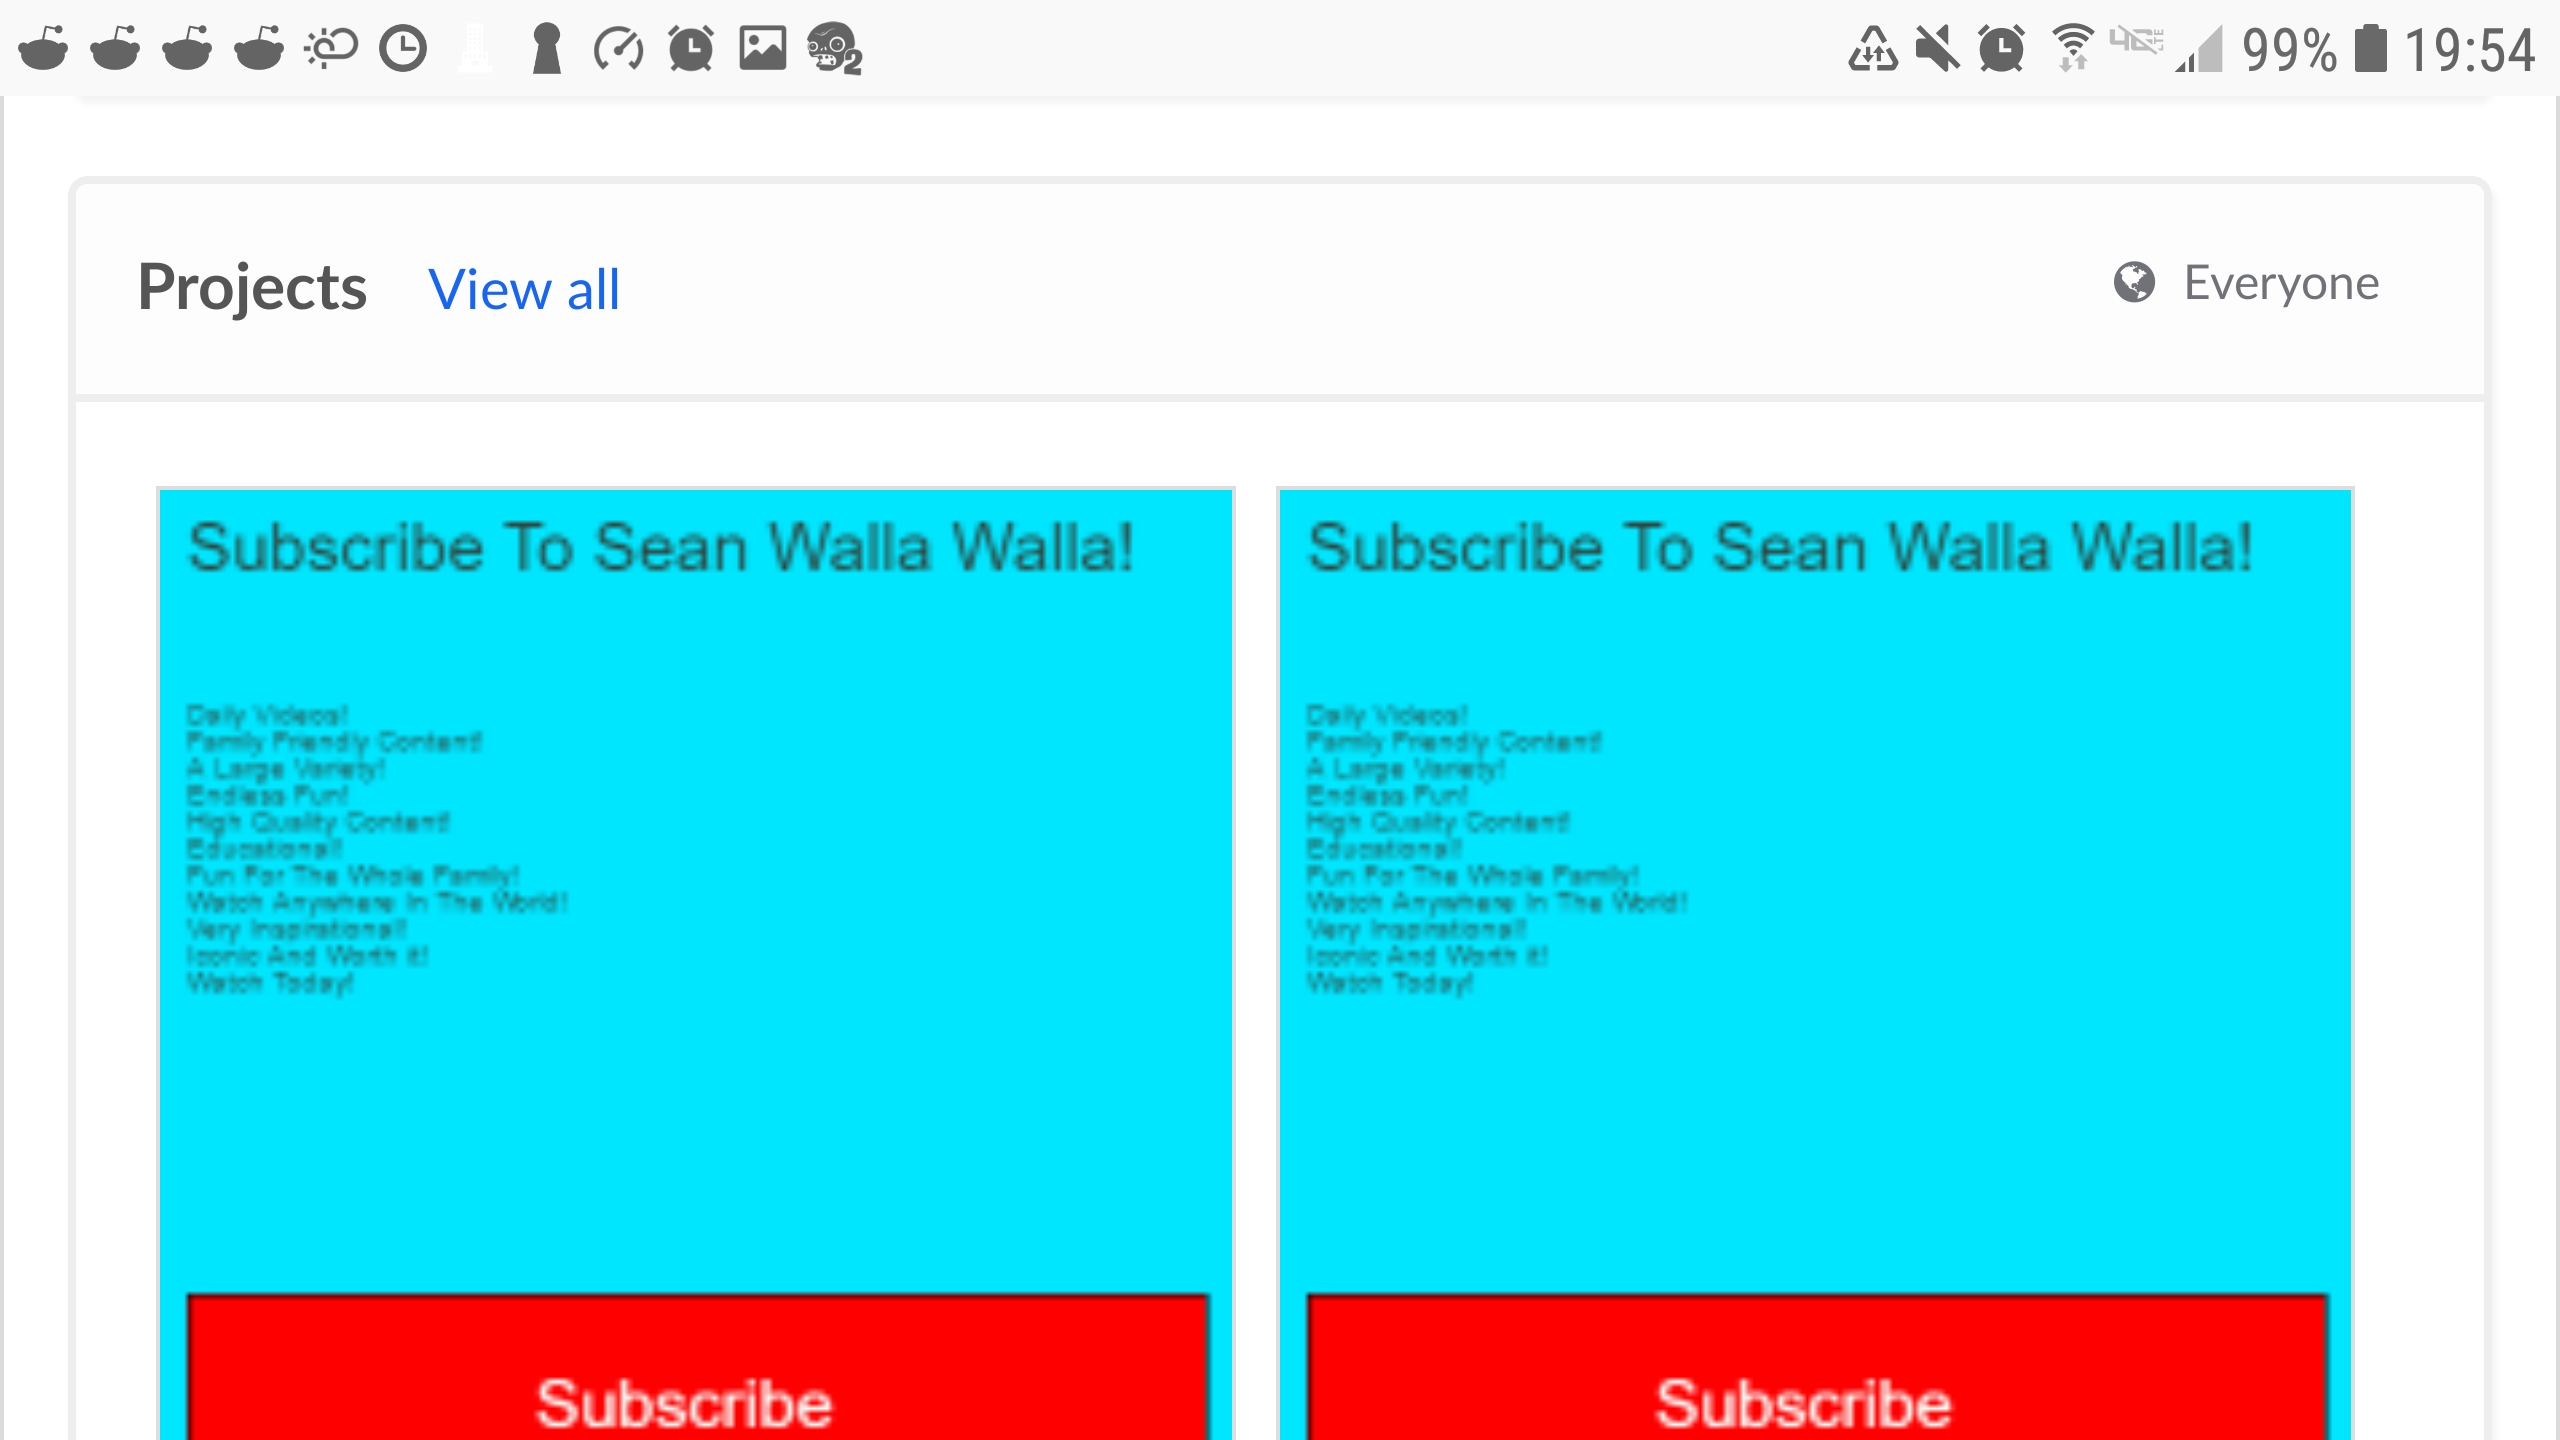 99% 19:54
Projects View all Everyone
Subscribe To Sean Walla Walla!
Daily Videos!
Family Friendly Content!
A Large Variety!
Endless Fun!
High Quality Content!
Educational!
Fun For The Whole Family!
Watch Anywhere In The World!
Very Inspirational!
Iconic And Worth it!
Watch Today!
Subscribe
Subscribe To Sean Walla Walla!
Daily Videos!
Family Friendly Content!
A Large Variety!
Endless Fun!
High Quality Content!
Educational!
Fun For The Whole Family!
Watch Anywhere In The World!
Very Inspirational!
Iconic And Worth it!
Watch Today!
Subscribe